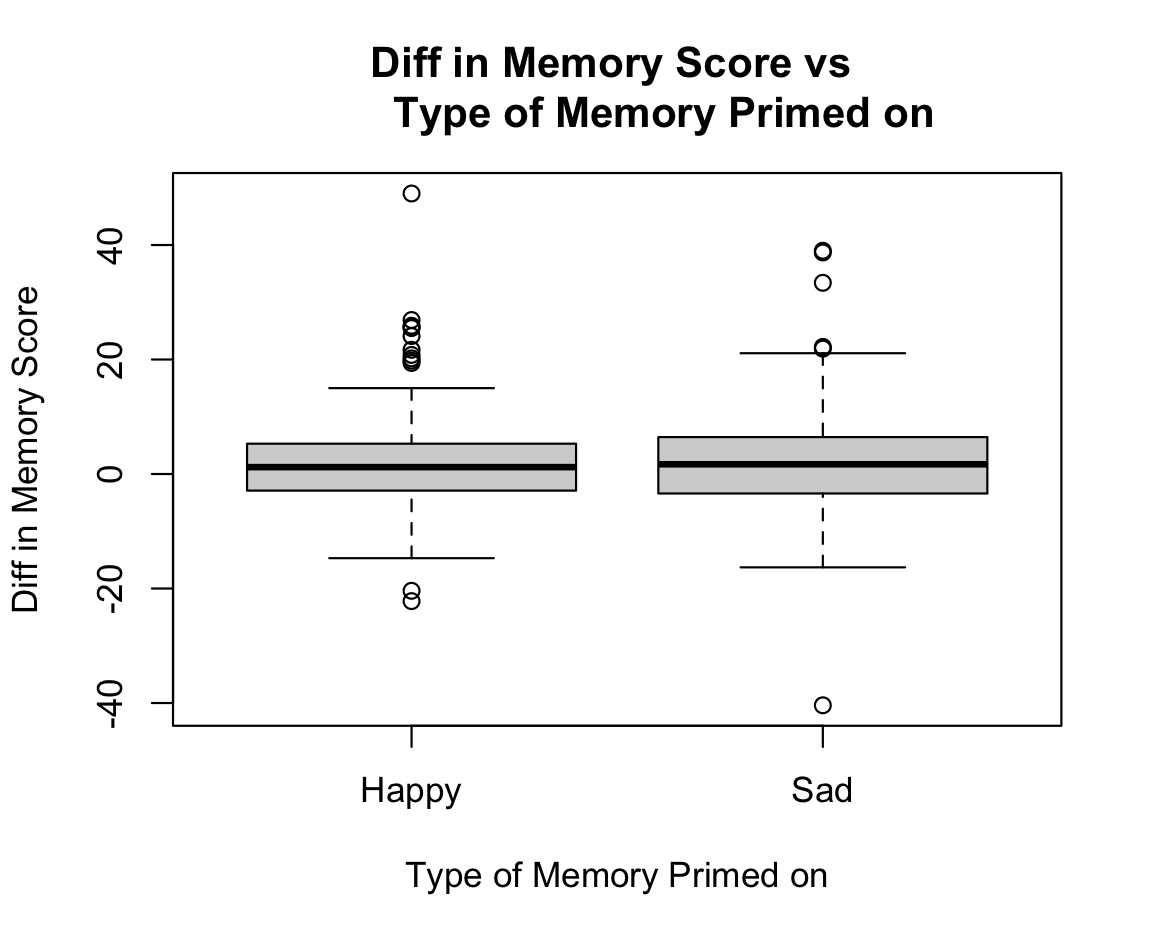 Diff in Memory Score vs
Type of Memory Primed on
Diff in Memory Score
40
20
0
-20
-40
Happy Sad
Type of Memory Primed on